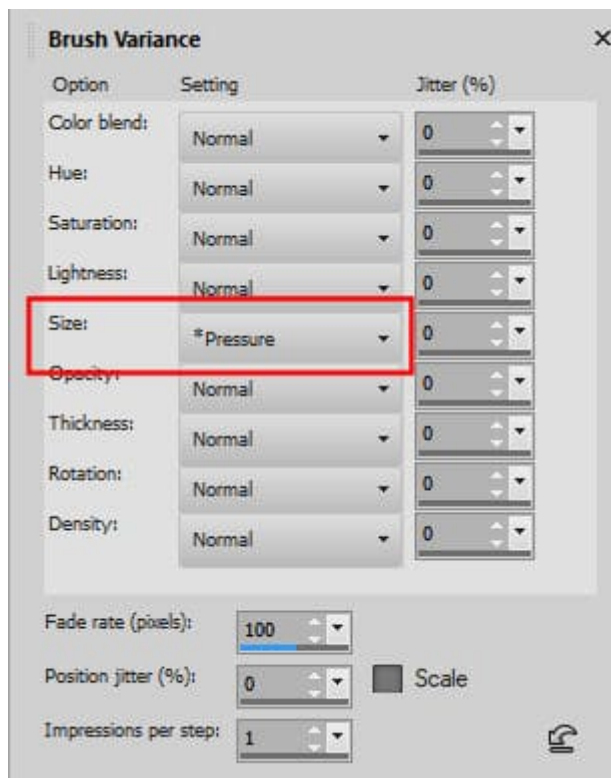 Brush Variance
Option Setting Jitter (%)
Color blend: Normal 0
Hue: Normal 0
Saturation: Normal 0
Lightness: Normal 0
Size: *Pressure 0
Opacity: Normal 0
Thickness: Normal 0
Rotation: Normal 0
Density: Normal 0
Fade rate (pixels): 100
Position jitter (%): 0 Scale
Impressions per step: 1